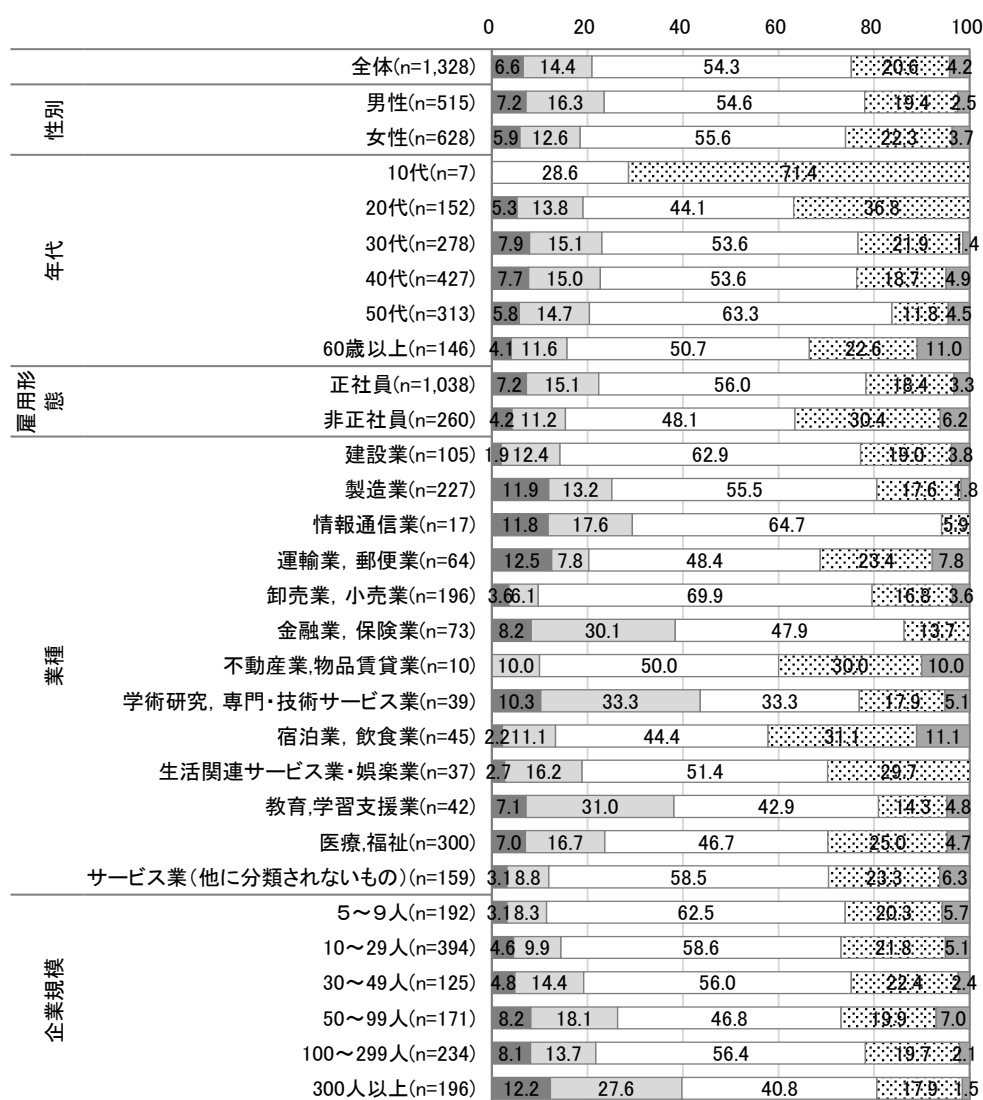 0 20 40 60 80 100
全体(n=1,328) 6.6 14.4 54.3 20.6 4.2
性別
男性(n=515) 7.2 16.3 54.6 19.4 2.5
女性(n=628) 5.9 12.6 55.6 22.3 3.7
年代
10代(n=7) 28.6 71.4
20代(n=152) 5.3 13.8 44.1 36.8
30代(n=278) 7.9 15.1 53.6 21.9 1.4
40代(n=427) 7.7 15.0 53.6 18.7 4.9
50代(n=313) 5.8 14.7 63.3 11.8 4.5
60歳以上(n=146) 4.1 11.6 50.7 22.6 11.0
雇用形
態
正社員(n=1,038) 7.2 15.1 56.0 18.4 3.3
非正社員(n=260) 4.2 11.2 48.1 30.4 6.2
業種
建設業(n=105) 1.9 12.4 62.9 19.0 3.8
製造業(n=227) 11.9 13.2 55.5 17.6 1.8
情報通信業(n=17) 11.8 17.6 64.7 5.9
運輸業，郵便業(n=64) 12.5 7.8 48.4 23.4 7.8
卸売業，小売業(n=196) 3.6 6.1 69.9 16.8 3.6
金融業，保険業(n=73) 8.2 30.1 47.9 13.7
不動産業,物品賃貸業(n=10) 10.0 50.0 30.0 10.0
学術研究，専門・技術サービス業(n=39) 10.3 33.3 33.3 17.9 5.1
宿泊業，飲食業(n=45) 2.2 11.1 44.4 31.1 11.1
生活関連サービス業・娯楽業(n=37) 2.7 16.2 51.4 29.7
教育,学習支援業(n=42) 7.1 31.0 42.9 14.3 4.8
医療,福祉(n=300) 7.0 16.7 46.7 25.0 4.7
サービス業（他に分類されないもの）(n=159) 3.1 8.8 58.5 23.3 6.3
企業規模
５～９人(n=192) 3.1 8.3 62.5 20.3 5.7
10～29人(n=394) 4.6 9.9 58.6 21.8 5.1
30～49人(n=125) 4.8 14.4 56.0 22.4 2.4
50～99人(n=171) 8.2 18.1 46.8 19.9 7.0
100～299人(n=234) 8.1 13.7 56.4 19.7 2.1
300人以上(n=196) 12.2 27.6 40.8 17.9 1.5